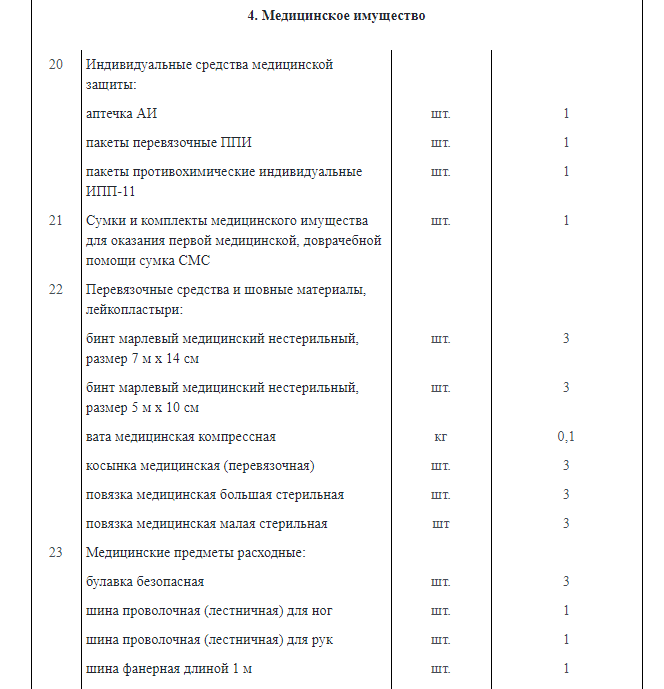 4. Медицинское имущество
20 Индивидуальные средства медицинской
защиты:
аптечка АИ шт. 1
пакеты перевязочные ППИ шт. 1
пакеты противохимические индивидуальные шт. 1
ИПП-11
21 Сумки и комплекты медицинского имущества шт. 1
для оказания первой медицинской, доврачебной
помощи сумка СМС
22 Перевязочные средства и шовные материалы,
лейкопластыри:
бинт марлевый медицинский нестерильный, шт. 3
размер 7 м x 14 см
бинт марлевый медицинский нестерильный, шт. 3
размер 5 м x 10 см
вата медицинская компрессная кг 0,1
косынка медицинская (перевязочная) шт. 3
повязка медицинская большая стерильная шт. 3
повязка медицинская малая стерильная шт 3
23 Медицинские предметы расходные:
булавка безопасная шт. 3
шина проволочная (лестничная) для ног шт. 1
шина проволочная (лестничная) для рук шт. 1
шина фанерная длиной 1 м шт. 1